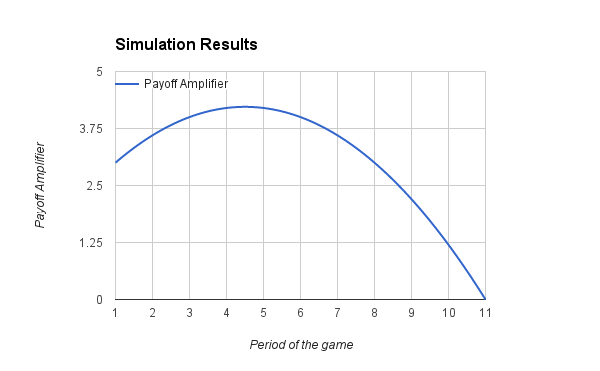 Simulation Results
5
Payoff Amplifier
3.75
Payoff Amplifier
2.5
1.25
0
1 2 3 4 5 6 7 8 9 10 11
Period of the game